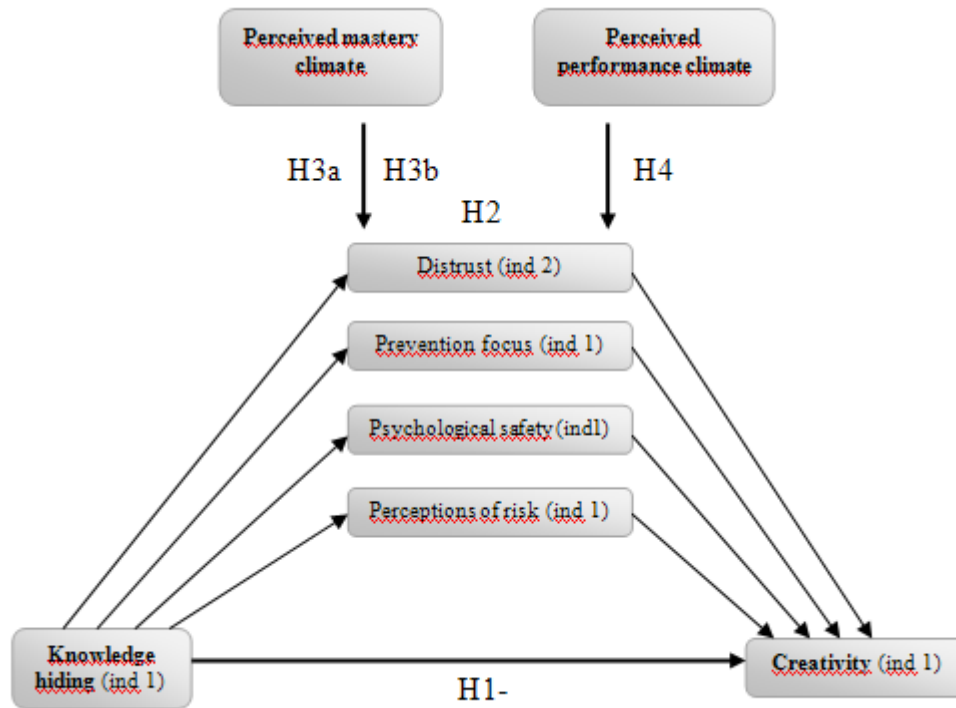 Perceived mastery
climate
Perceived
performance climate
H3a
H3b
H4
H2
Distrust (ind 2)
Prevention focus (ind 1)
Psychological safety (ind1)
Perceptions of risk (ind 1)
Knowledge
hiding (ind 1)
Creativity (ind 1)
H1-